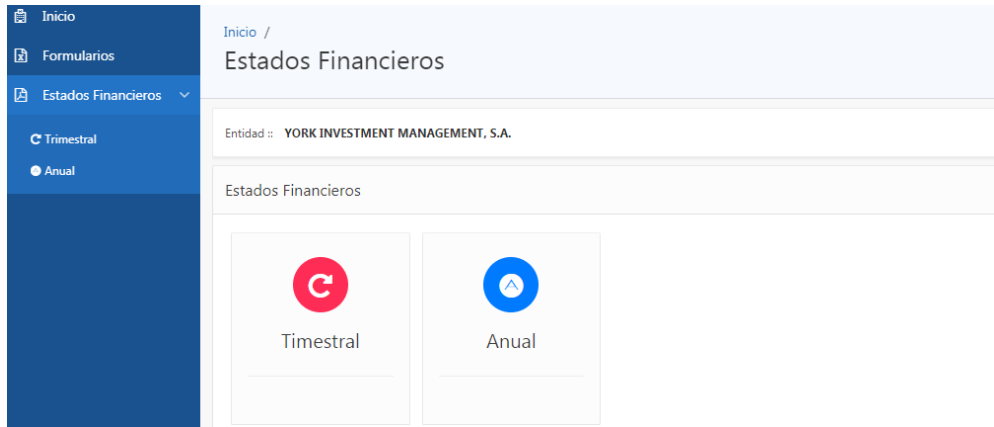 Inicio
Formularios
Estados Financieros
Trimestral
Anual
Inicio /
Estados Financieros
Entidad :: YORK INVESTMENT MANAGEMENT, S.A.
Estados Financieros
Timestral
Anual